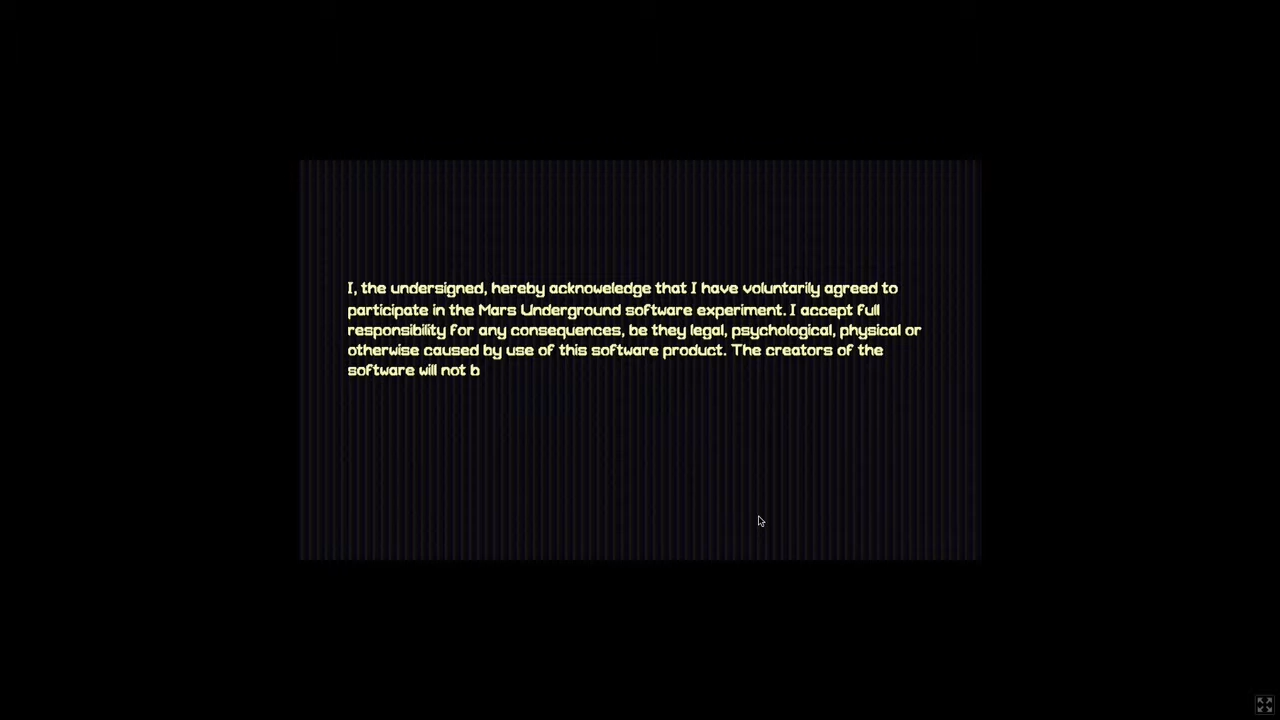 I, the undersigned, hereby acknoweledge that I have voluntarily agreed to
participate in the Mars Underground software experiment. I accept full
responsibility for any consequences, be they legal, psychological, physical or
otherwise caused by use of this software product. The creators of the
software will not b